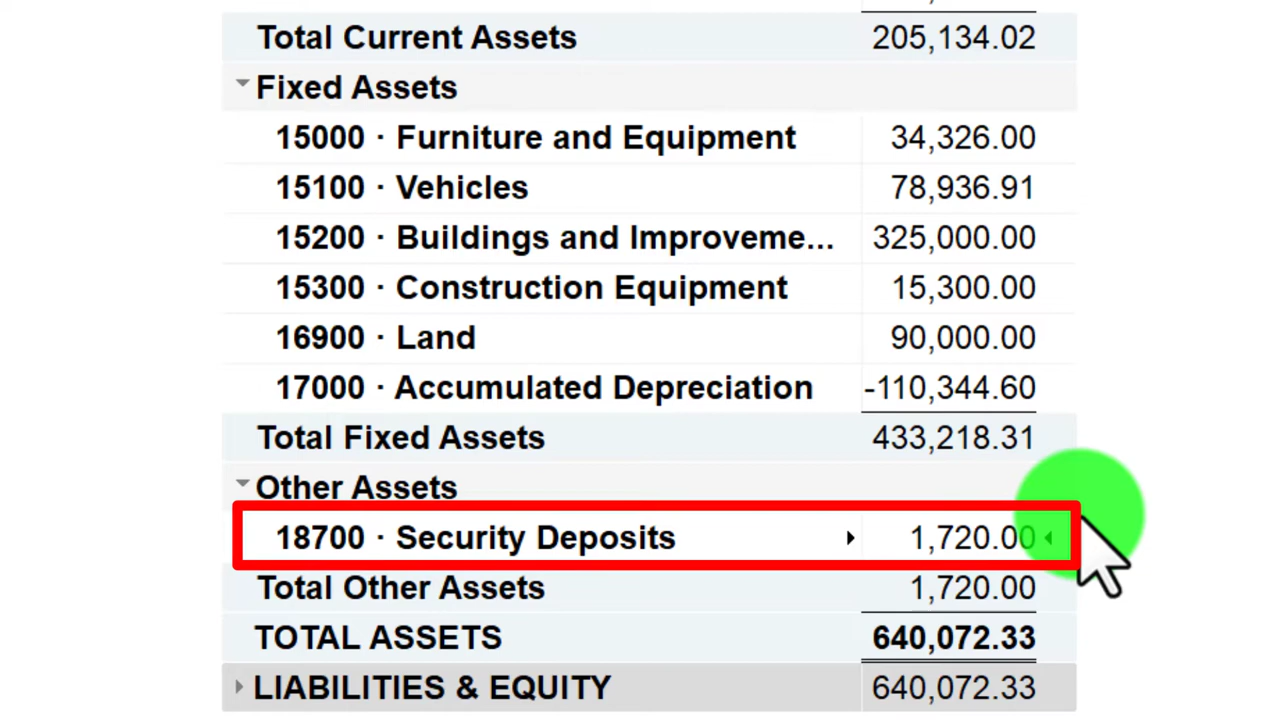 Total Current Assets 205,134.02
Fixed Assets
15000 · Furniture and Equipment 34,326.00
15100 · Vehicles 78,936.91
15200 · Buildings and Improveme... 325,000.00
15300 · Construction Equipment 15,300.00
16900 · Land 90,000.00
17000 · Accumulated Depreciation -110,344.60
Total Fixed Assets 433,218.31
Other Assets
18700 · Security Deposits 1,720.00
Total Other Assets 1,720.00
TOTAL ASSETS 640,072.33
LIABILITIES & EQUITY 640,072.33